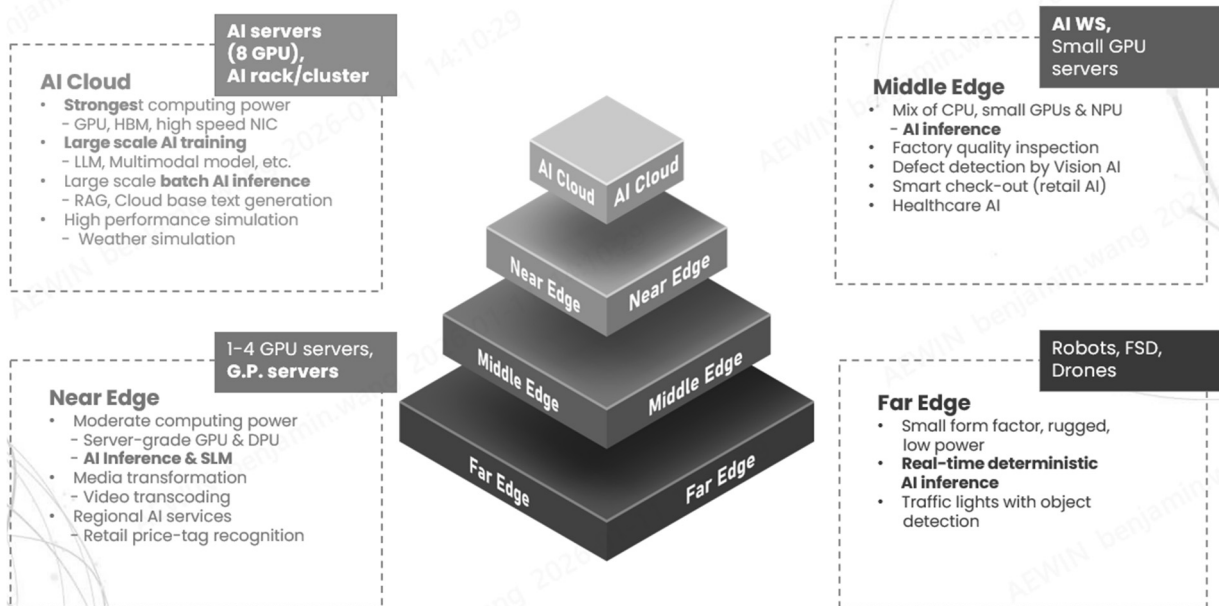 AI servers
(8 GPU),
AI rack/cluster
AI Cloud
• Strongest computing power
- GPU, HBM, high speed NIC
• Large scale AI training
- LLM, Multimodal model, etc.
• Large scale batch AI inference
- RAG, Cloud base text generation
• High performance simulation
- Weather simulation
1-4 GPU servers,
G.P. servers
Near Edge
• Moderate computing power
- Server-grade GPU & DPU
- AI Inference & SLM
• Media transformation
- Video transcoding
• Regional AI services
- Retail price-tag recognition
AI Cloud AI Cloud
Near Edge Near Edge
Middle Edge Middle Edge
Far Edge Far Edge
AI WS,
Small GPU
servers
Middle Edge
• Mix of CPU, small GPUs & NPU
- AI inference
• Factory quality inspection
• Defect detection by Vision AI
• Smart check-out (retail AI)
• Healthcare AI
Robots, FSD,
Drones
Far Edge
• Small form factor, rugged,
low power
• Real-time deterministic
AI inference
• Traffic lights with object
detection
AEWIN benjamin.wang